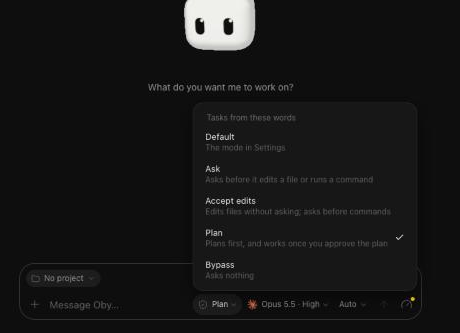 What do you want me to work on?
Tasks from these words
Default
The mode in Settings
Ask
Asks before it edits a file or runs a command
Accept edits
Edits files without asking; asks before commands
Plan
Plans first, and works once you approve the plan
Bypass
Asks nothing
No project
Message Oby...
Plan
Opus 5.5 · High
Auto